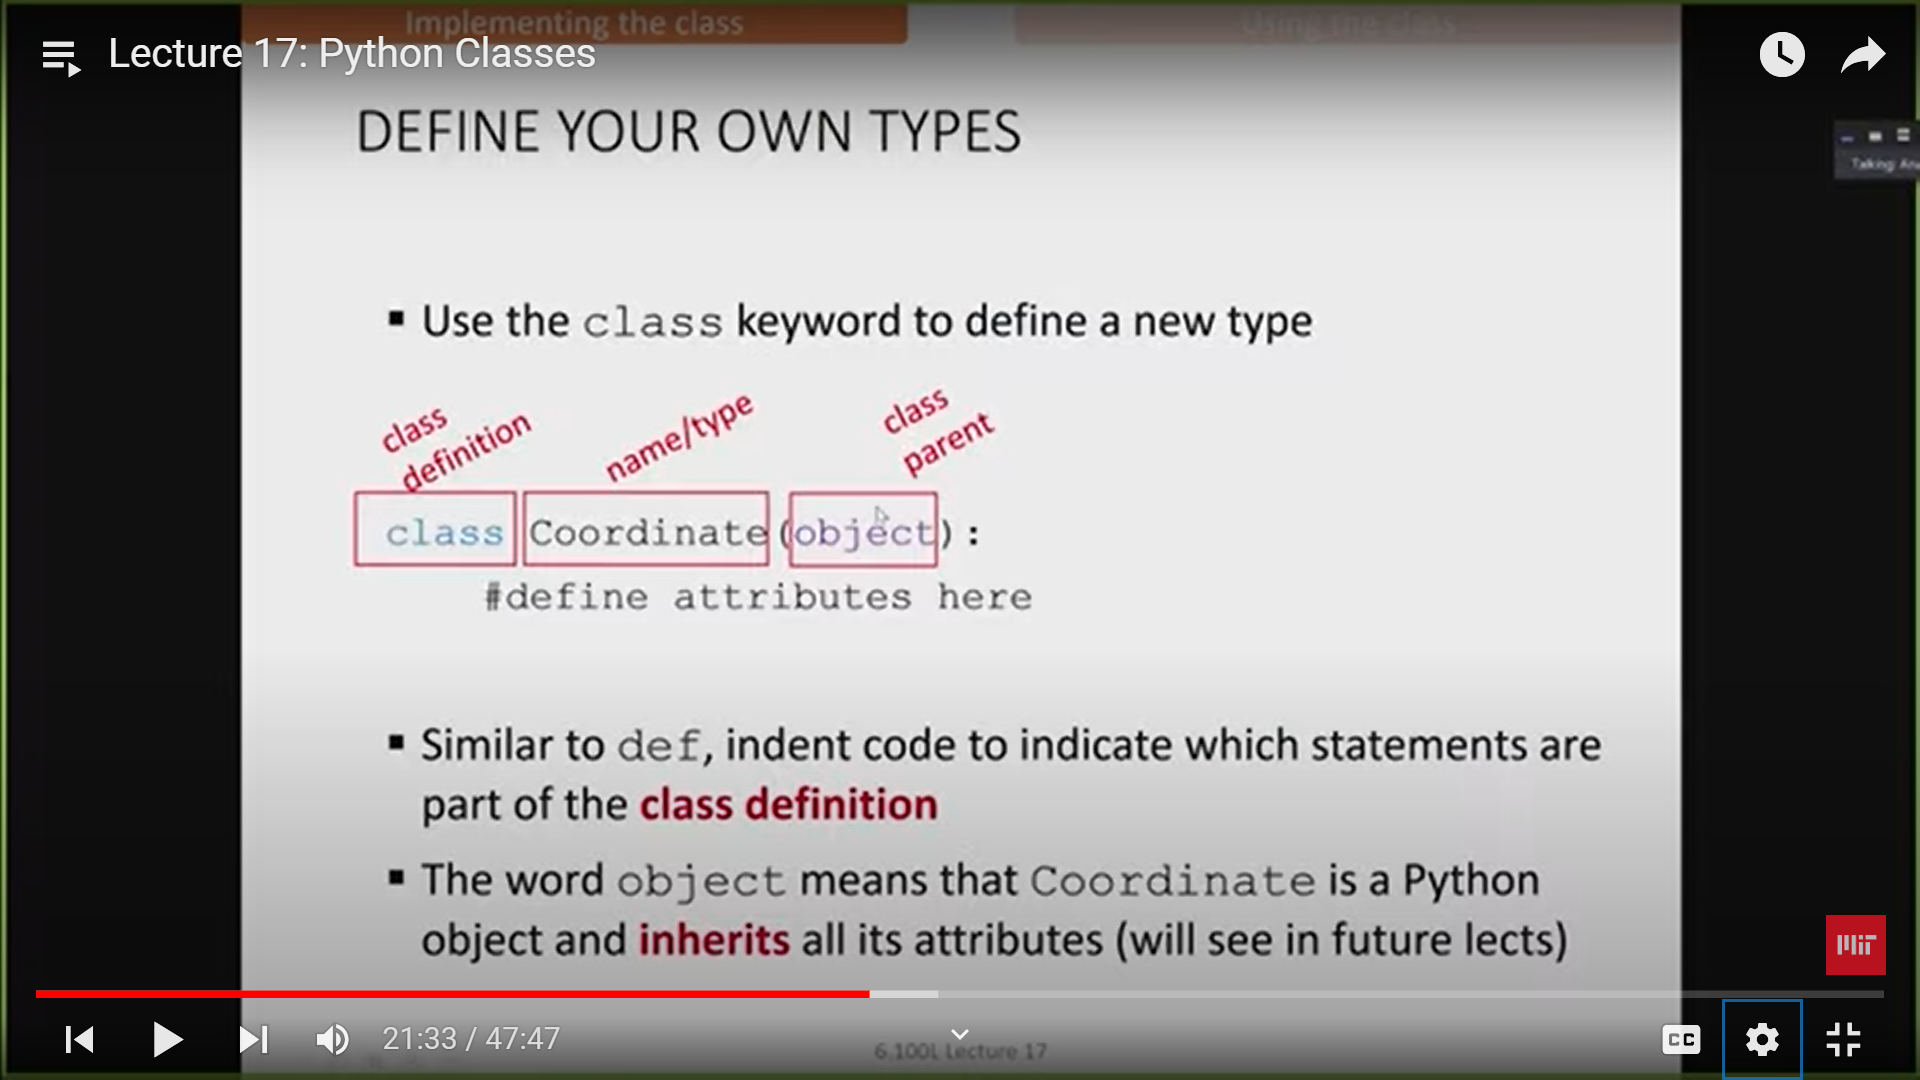 Implementing the class
Using the class
Lecture 17: Python Classes
DEFINE YOUR OWN TYPES
Talking:
▪ Use the class keyword to define a new type
class
definition
name/type
class
parent
class Coordinate(object):
#define attributes here
▪ Similar to def, indent code to indicate which statements are
part of the class definition
▪ The word object means that Coordinate is a Python
object and inherits all its attributes (will see in future lects)
MIT
21:33 / 47:47
6.100L Lecture 17
CC